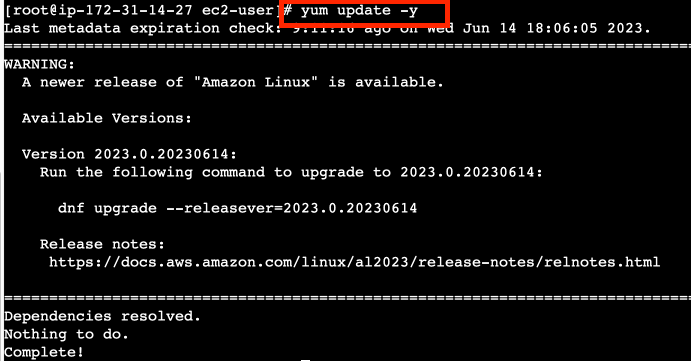 [root@ip-172-31-14-27 ec2-user]# yum update -y
Last metadata expiration check: 9:11:16 ago on Wed Jun 14 18:06:05 2023.
================================================================================
WARNING:
A newer release of "Amazon Linux" is available.
Available Versions:
Version 2023.0.20230614:
Run the following command to upgrade to 2023.0.20230614:
dnf upgrade --releasever=2023.0.20230614
Release notes:
https://docs.aws.amazon.com/linux/al2023/release-notes/relnotes.html
================================================================================
Dependencies resolved.
Nothing to do.
Complete!